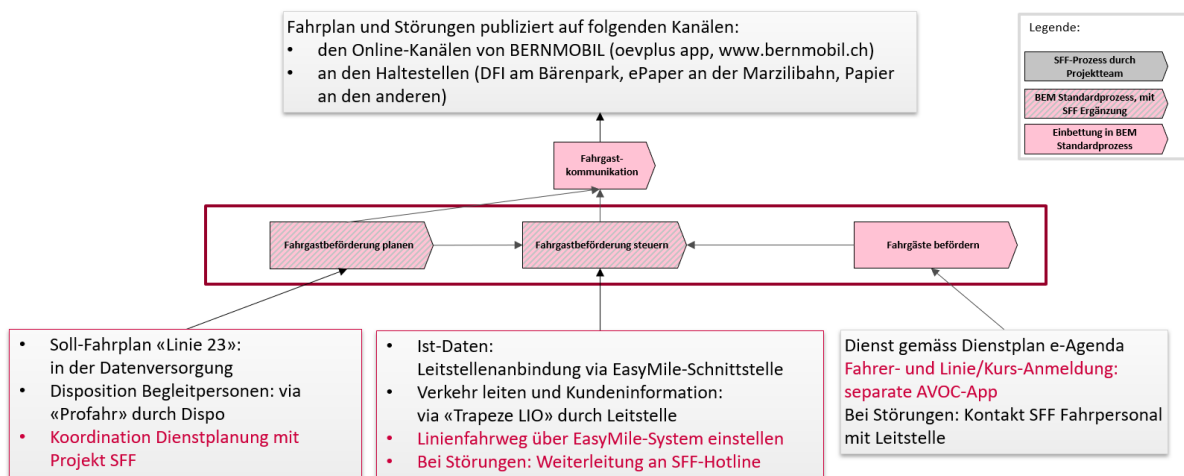 Fahrplan und Störungen publiziert auf folgenden Kanälen:
• den Online-Kanälen von BERNMOBIL (oevplus app, www.bernmobil.ch)
• an den Haltestellen (DFI am Bärenpark, ePaper an der Marzilibahn, Papier
an den anderen)
Legende:
SFF-Prozess durch
Projektteam
BEM Standardprozess, mit
SFF Ergänzung
Einbettung in BEM
Standardprozess
Fahrgast-
kommunikation
Fahrgastbeförderung planen
Fahrgastbeförderung steuern
Fahrgäste befördern
• Soll-Fahrplan «Linie 23»:
in der Datenversorgung
• Disposition Begleitpersonen: via
«Profahr» durch Dispo
• Koordination Dienstplanung mit
Projekt SFF
• Ist-Daten:
Leitstellenanbindung via EasyMile-Schnittstelle
• Verkehr leiten und Kundeninformation:
via «Trapeze LIO» durch Leitstelle
• Linienfahrweg über EasyMile-System einstellen
• Bei Störungen: Weiterleitung an SFF-Hotline
Dienst gemäss Dienstplan e-Agenda
Fahrer- und Linie/Kurs-Anmeldung:
separate AVOC-App
Bei Störungen: Kontakt SFF Fahrpersonal
mit Leitstelle